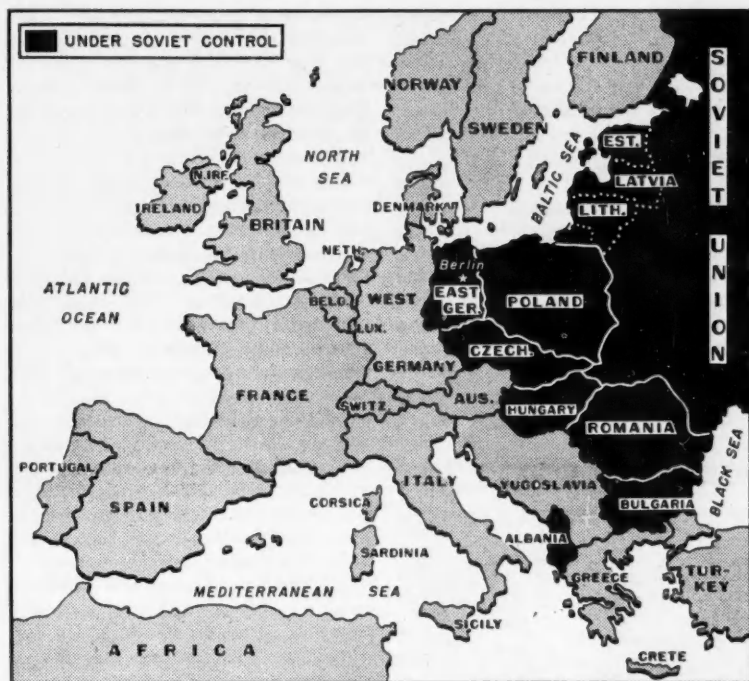 UNDER SOVIET CONTROL
NORWAY
FINLAND
SWEDEN
SOVIET
UNION
NORTH
SEA
BALTIC SEA
EST.
LATVIA
LITH.
N.IRE.
IRELAND
BRITAIN
DENMARK
NETH.
Berlin
ATLANTIC
OCEAN
BELG.
WEST
GERMANY
EAST
GER.
POLAND
LUX.
CZECH.
FRANCE
SWITZ.
AUS.
HUNGARY
ROMANIA
BLACK SEA
PORTUGAL
SPAIN
CORSICA
ITALY
YUGOSLAVIA
BULGARIA
SARDINIA
ALBANIA
GREECE
TUR-
KEY
MEDITERRANEAN SEA
SICILY
CRETE
AFRICA